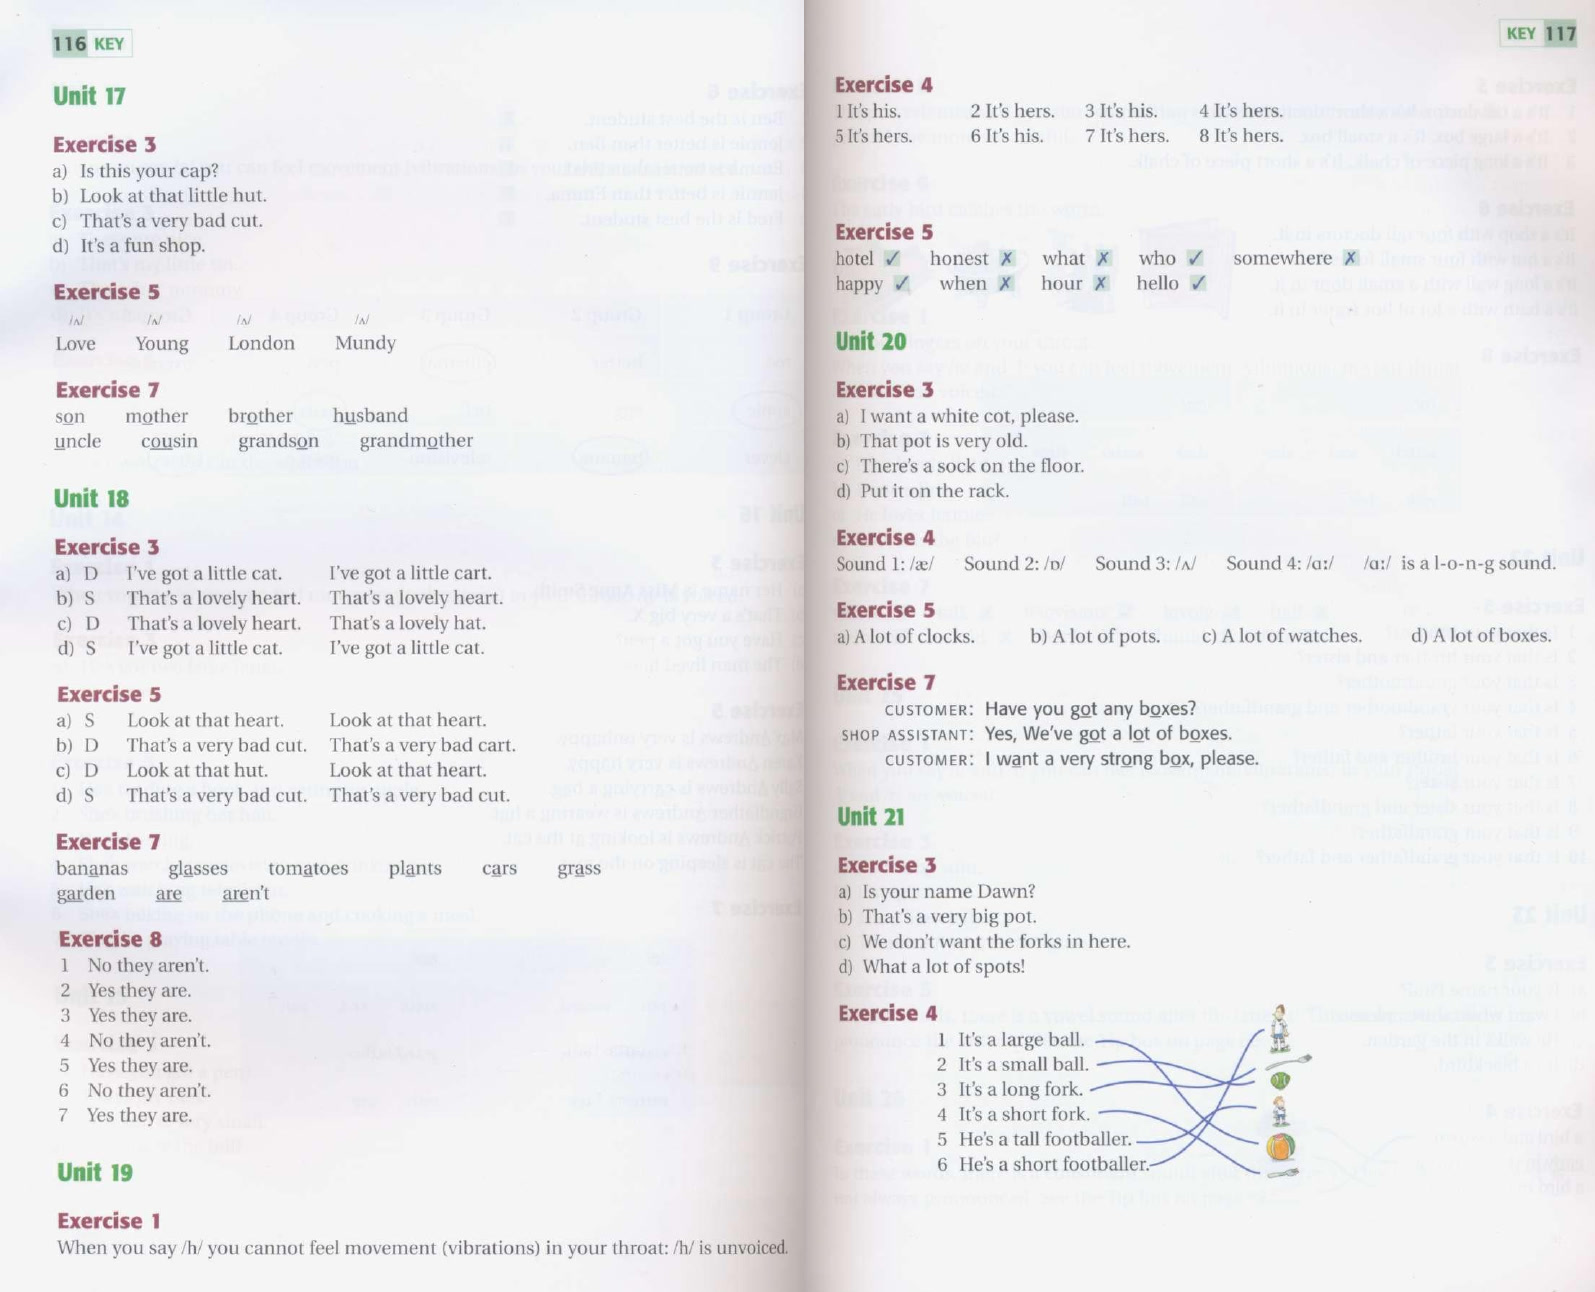 116 KEY
Unit 17
Exercise 3
a) Is this your cap?
b) Look at that little hut.
c) That's a very bad cut.
d) It's a fun shop.
Exercise 5
/ʌ/ /ʌ/ /ʌ/ /ʌ/
Love Young London Mundy
Exercise 7
son mother brother husband
uncle cousin grandson grandmother
Unit 18
Exercise 3
a) D I've got a little cat. I've got a little cart.
b) S That's a lovely heart. That's a lovely heart.
c) D That's a lovely heart. That's a lovely hat.
d) S I've got a little cat. I've got a little cat.
Exercise 5
a) S Look at that heart. Look at that heart.
b) D That's a very bad cut. That's a very bad cart.
c) D Look at that hut. Look at that heart.
d) S That's a very bad cut. That's a very bad cut.
Exercise 7
bananas glasses tomatoes plants cars grass
garden are aren't
Exercise 8
1 No they aren't.
2 Yes they are.
3 Yes they are.
4 No they aren't.
5 Yes they are.
6 No they aren't.
7 Yes they are.
Unit 19
Exercise 1
When you say /h/ you cannot feel movement (vibrations) in your throat: /h/ is unvoiced.
KEY 117
Exercise 4
1 It's his. 2 It's hers. 3 It's his. 4 It's hers.
5 It's hers. 6 It's his. 7 It's hers. 8 It's hers.
Exercise 5
hotel ✓ honest ✗ what ✗ who ✓ somewhere ✗
happy ✓ when ✗ hour ✗ hello ✓
Unit 20
Exercise 3
a) I want a white cot, please.
b) That pot is very old.
c) There's a sock on the floor.
d) Put it on the rack.
Exercise 4
Sound 1: /æ/ Sound 2: /ɒ/ Sound 3: /ʌ/ Sound 4: /ɑː/ /ɑː/ is a l-o-n-g sound.
Exercise 5
a) A lot of clocks. b) A lot of pots. c) A lot of watches. d) A lot of boxes.
Exercise 7
CUSTOMER: Have you got any boxes?
SHOP ASSISTANT: Yes, We've got a lot of boxes.
CUSTOMER: I want a very strong box, please.
Unit 21
Exercise 3
a) Is your name Dawn?
b) That's a very big pot.
c) We don't want the forks in here.
d) What a lot of spots!
Exercise 4
1 It's a large ball.
2 It's a small ball.
3 It's a long fork.
4 It's a short fork.
5 He's a tall footballer.
6 He's a short footballer.